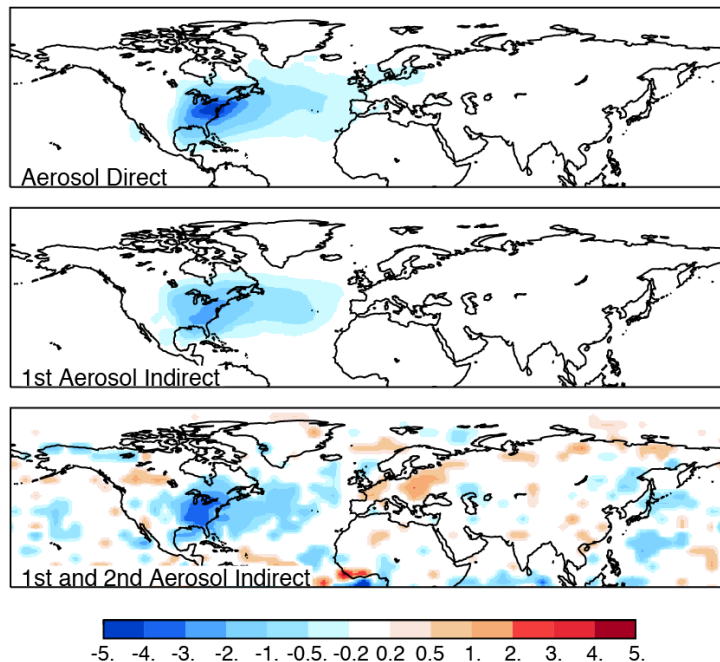 Aerosol Direct
1st Aerosol Indirect
1st and 2nd Aerosol Indirect
-5. -4. -3. -2. -1. -0.5 -0.2 0.2 0.5 1. 2. 3. 4. 5.